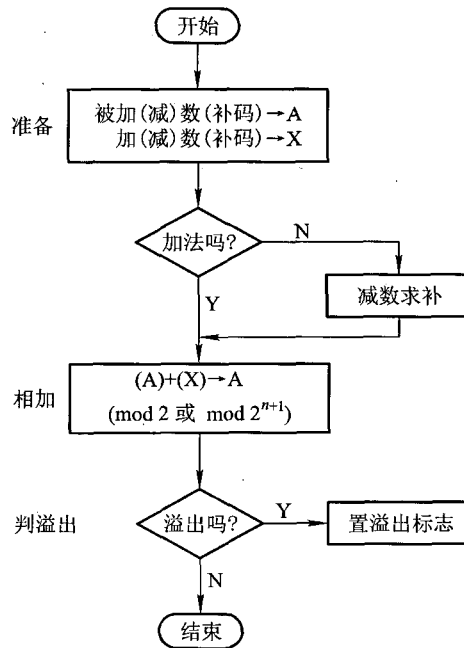 开始
准备
被加(减)数(补码)→A
加(减)数(补码)→X
加法吗?
N
Y
减数求补
相加
(A)+(X)→A
(mod 2 或 mod 2^{n+1})
判溢出
溢出吗?
Y
置溢出标志
N
结束